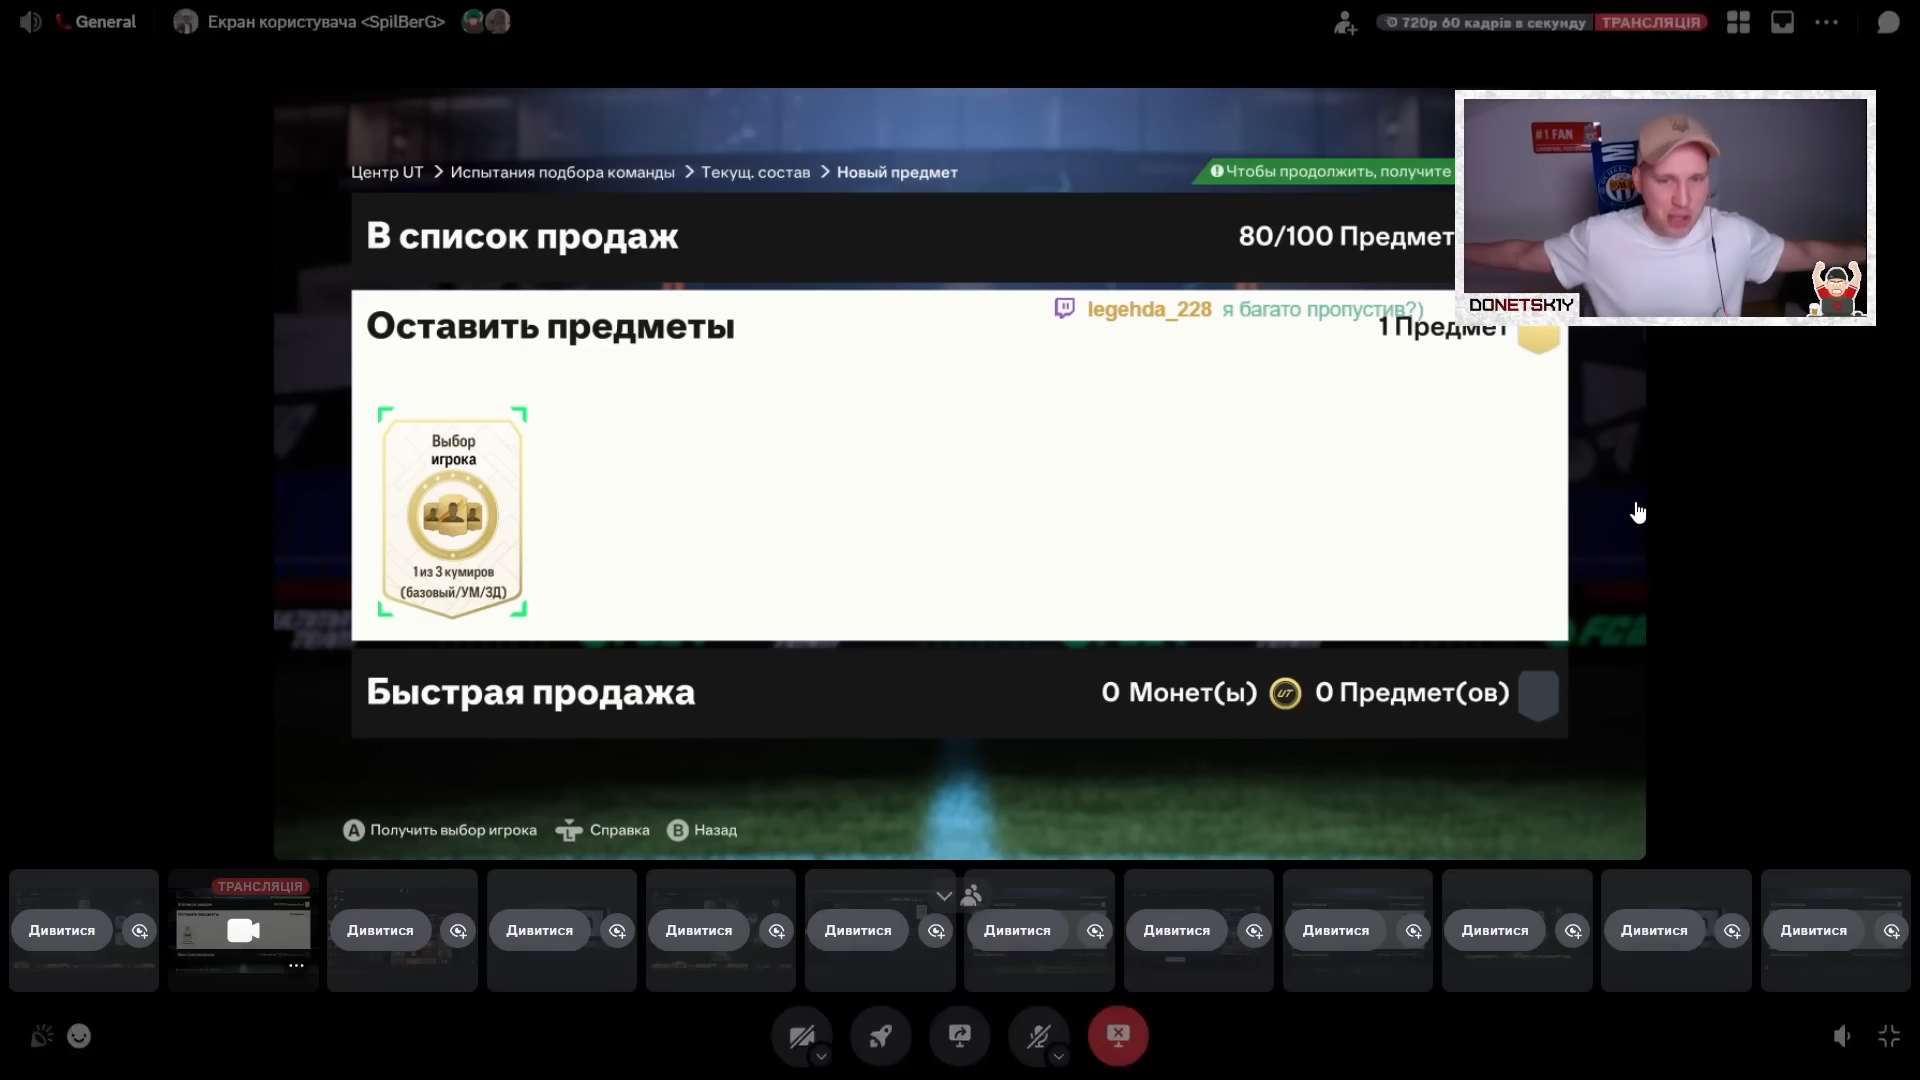 General
Екран користувача <SpilBerG>
720p 60 кадрів в секунду
ТРАНСЛЯЦІЯ
Центр UT > Испытания подбора команды > Текущ. состав > Новый предмет
Чтобы продолжить, получите
#1 FAN
В список продаж
80/100 Предмет
DONETSK1Y
legehda_228 я багато пропустив?)
Оставить предметы
1 Предмет
Выбор
игрока
1 из 3 кумиров
(базовый/УМ/ЗД)
Быстрая продажа
0 Монет(ы)
UT
0 Предмет(ов)
A Получить выбор игрока
L Справка
B Назад
ТРАНСЛЯЦІЯ
Дивитися
Дивитися
Дивитися
Дивитися
Дивитися
Дивитися
Дивитися
Дивитися
Дивитися
Дивитися
Дивитися